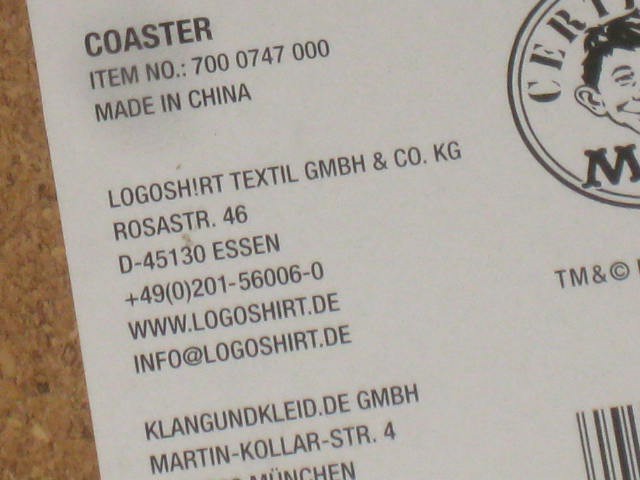 COASTER
ITEM NO.: 700 0747 000
MADE IN CHINA
LOGOSH!RT TEXTIL GMBH & CO. KG
ROSASTR. 46
D-45130 ESSEN
+49(0)201-56006-0
WWW.LOGOSHIRT.DE
INFO@LOGOSHIRT.DE
KLANGUNDKLEID.DE GMBH
MARTIN-KOLLAR-STR. 4
MÜNCHEN
TM&©